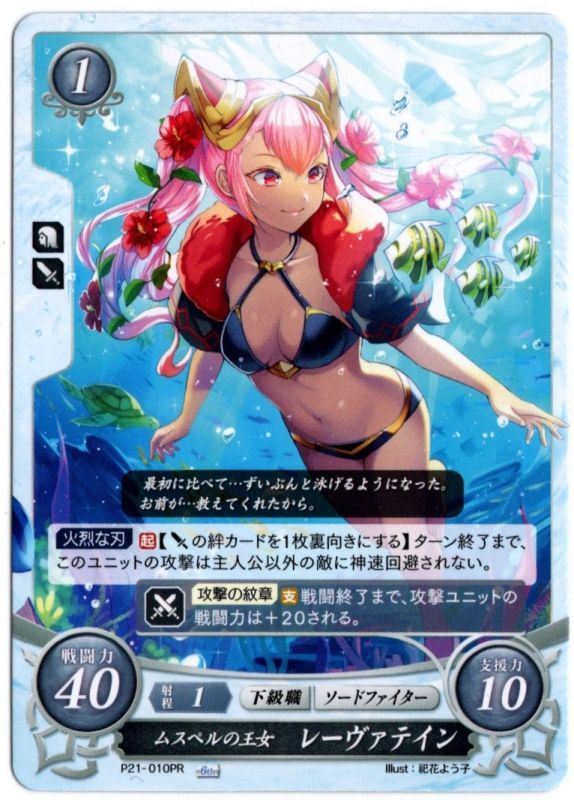 1
最初に比べて…ずいぶんと泳げるようになった。
お前が…教えてくれたから。
火烈な刃 起【の絆カードを1枚裏向きにする】ターン終了まで、
このユニットの攻撃は主人公以外の敵に神速回避されない。
攻撃の紋章 支 戦闘終了まで、攻撃ユニットの
戦闘力は+20される。
戦闘力
40
射程 1
下級職
ソードファイター
支援力
10
ムスペルの王女 レーヴァテイン
P21-010PR
6th
Illust：祀花よう子